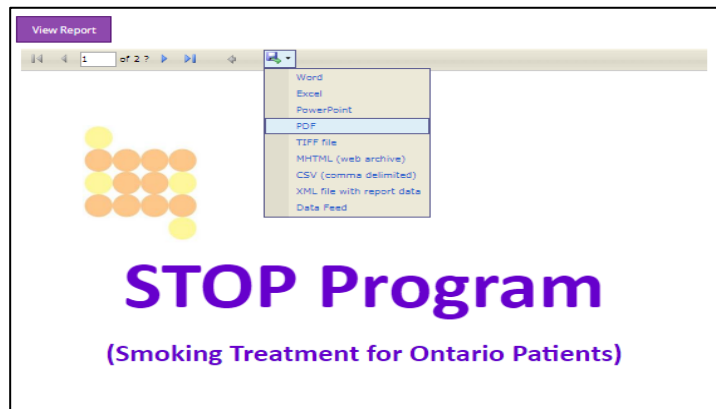 View Report
1 of 2 ?
Word
Excel
PowerPoint
PDF
TIFF file
MHTML (web archive)
CSV (comma delimited)
XML file with report data
Data Feed
STOP Program
(Smoking Treatment for Ontario Patients)